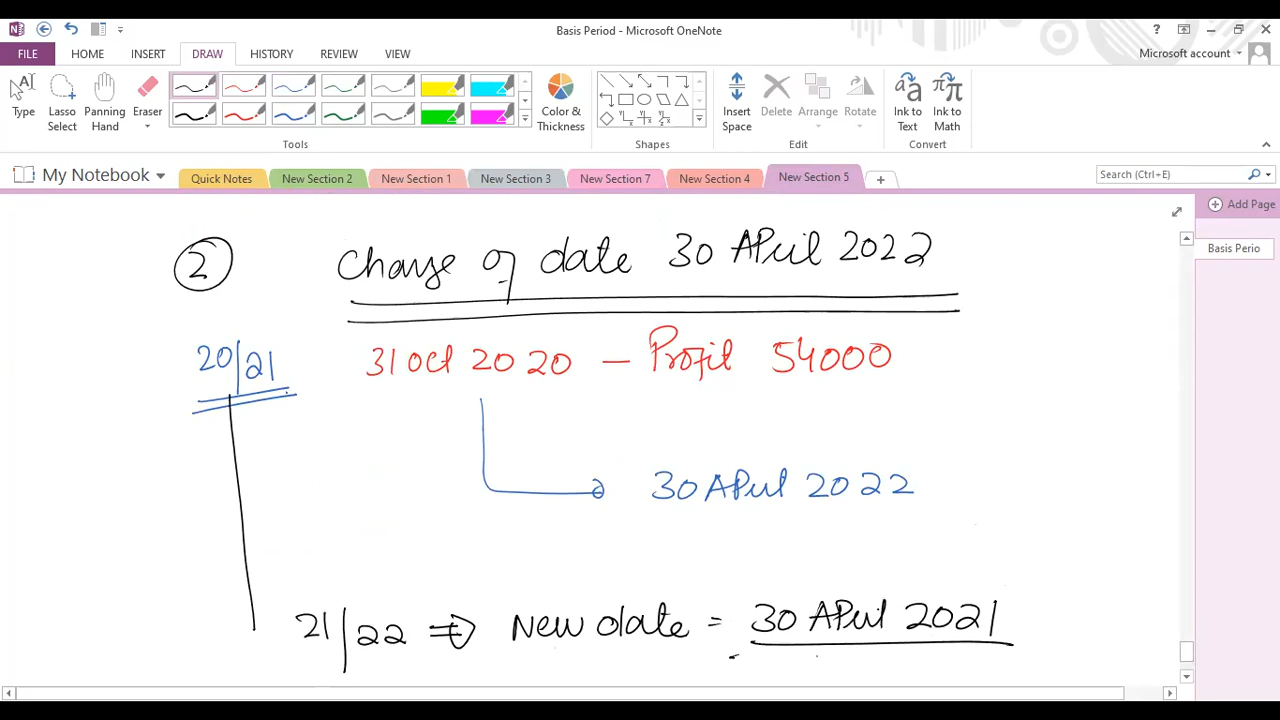 Basis Period - Microsoft OneNote
FILE HOME INSERT DRAW HISTORY REVIEW VIEW
Microsoft account
Type Lasso Select Panning Hand Eraser Color & Thickness Insert Space Delete Arrange Rotate Ink to Text Ink to Math
Tools Shapes Edit Convert
My Notebook Quick Notes New Section 2 New Section 1 New Section 3 New Section 7 New Section 4 New Section 5 Search (Ctrl+E)
Add Page
Basis Perio
2 Change of date 30 APril 2022
20/21 31 Oct 2020 – Profit 54000
30 APril 2022
21/22 ⇒ New date = 30 APril 2021